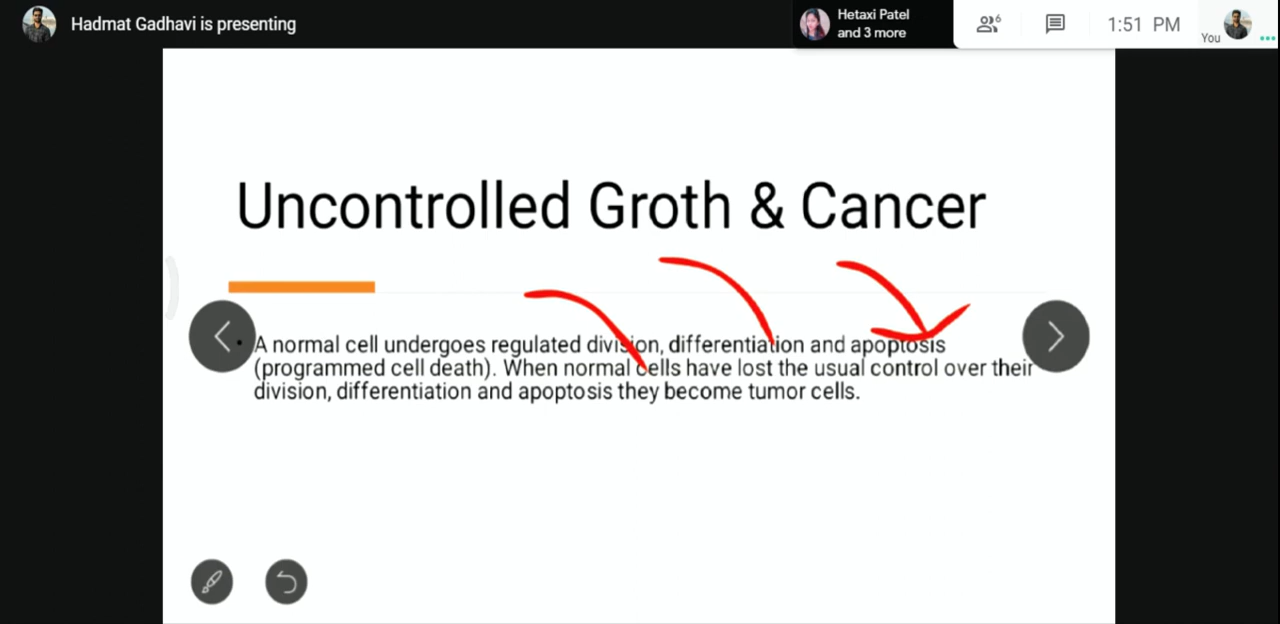 Hadmat Gadhavi is presenting
Hetaxi Patel
and 3 more
6
1:51 PM
You
Uncontrolled Groth & Cancer
• A normal cell undergoes regulated division, differentiation and apoptosis
(programmed cell death). When normal cells have lost the usual control over their
division, differentiation and apoptosis they become tumor cells.